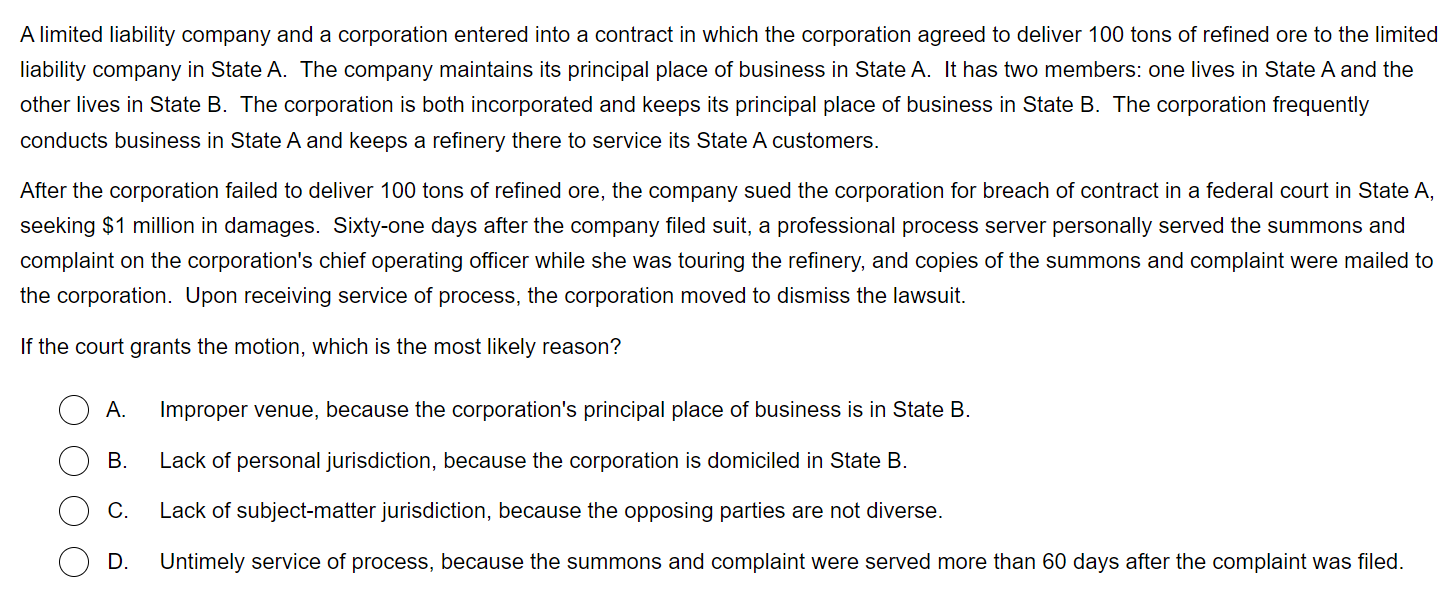 A limited liability company and a corporation entered into a contract in which the corporation agreed to deliver 100 tons of refined ore to the limited
liability company in State A.  The company maintains its principal place of business in State A.  It has two members: one lives in State A and the
other lives in State B.  The corporation is both incorporated and keeps its principal place of business in State B.  The corporation frequently
conducts business in State A and keeps a refinery there to service its State A customers.
After the corporation failed to deliver 100 tons of refined ore, the company sued the corporation for breach of contract in a federal court in State A,
seeking $1 million in damages.  Sixty-one days after the company filed suit, a professional process server personally served the summons and
complaint on the corporation's chief operating officer while she was touring the refinery, and copies of the summons and complaint were mailed to
the corporation.  Upon receiving service of process, the corporation moved to dismiss the lawsuit.
If the court grants the motion, which is the most likely reason?
A. Improper venue, because the corporation's principal place of business is in State B.
B. Lack of personal jurisdiction, because the corporation is domiciled in State B.
C. Lack of subject-matter jurisdiction, because the opposing parties are not diverse.
D. Untimely service of process, because the summons and complaint were served more than 60 days after the complaint was filed.